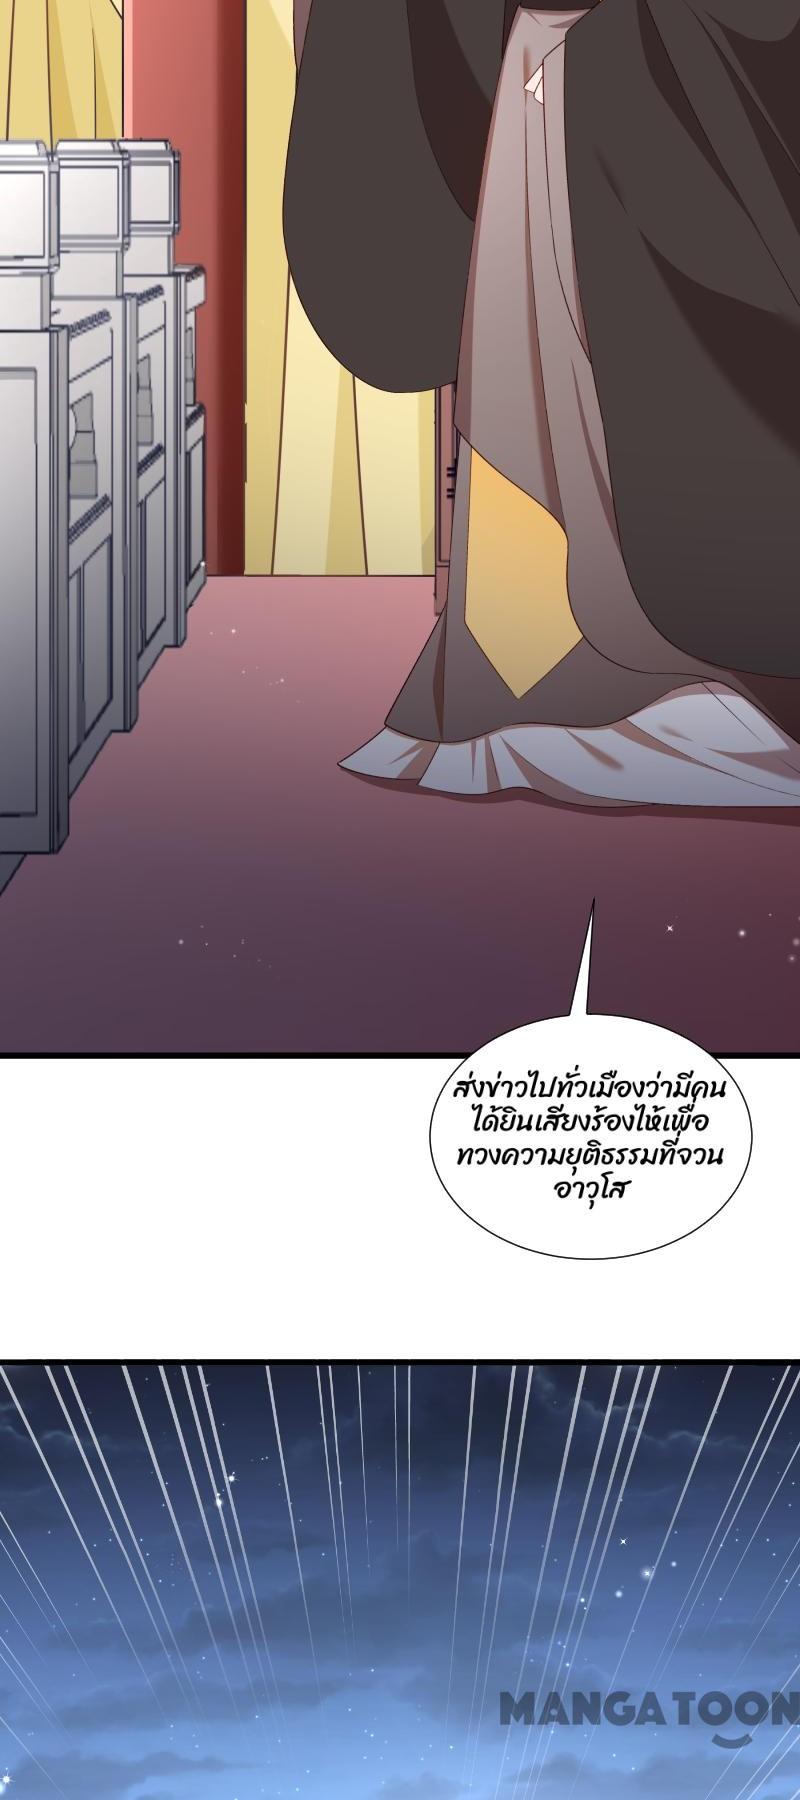 ส่งข่าวไปทั่วเมืองว่ามีคน
ได้ยินเสียงร้องไห้เพื่อ
ทวงความยุติธรรมที่จวน
อาวุโส
MANGATOON